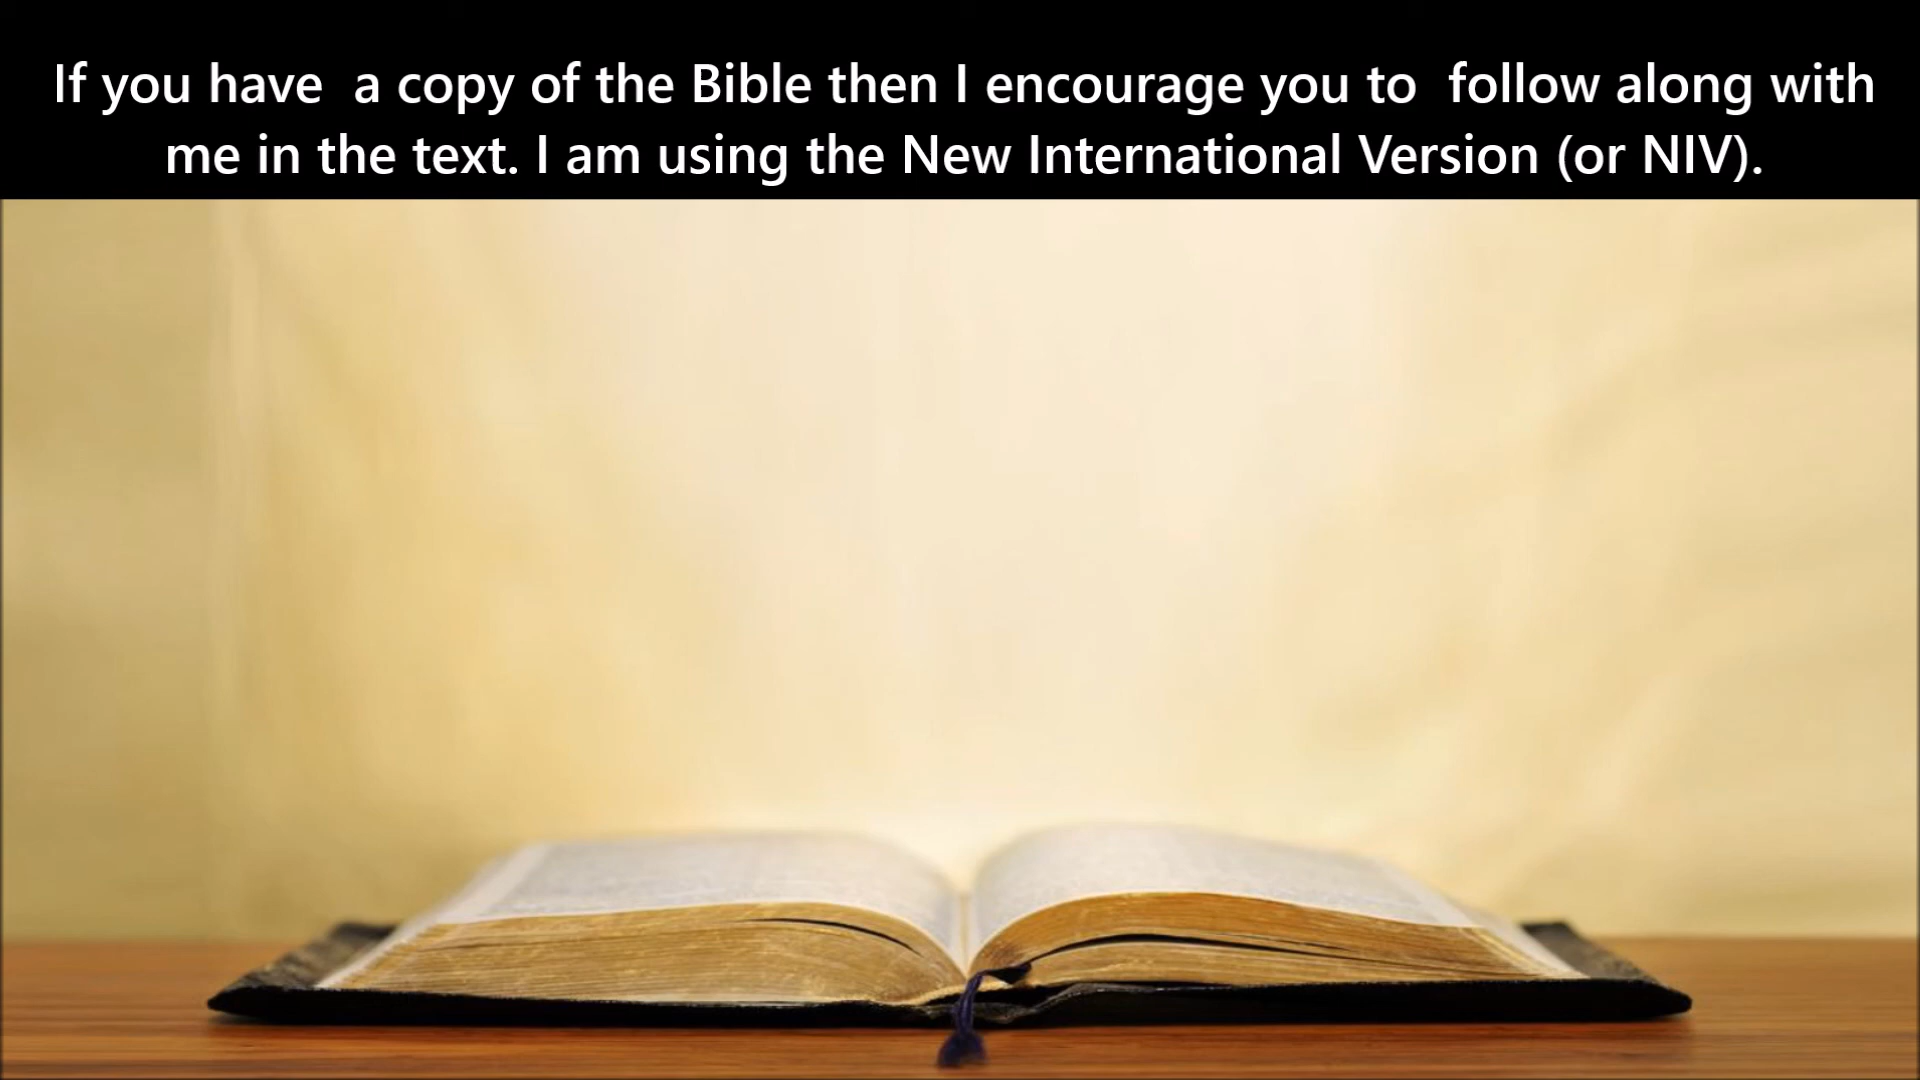 If you have  a copy of the Bible then I encourage you to  follow along with
me in the text. I am using the New International Version (or NIV).